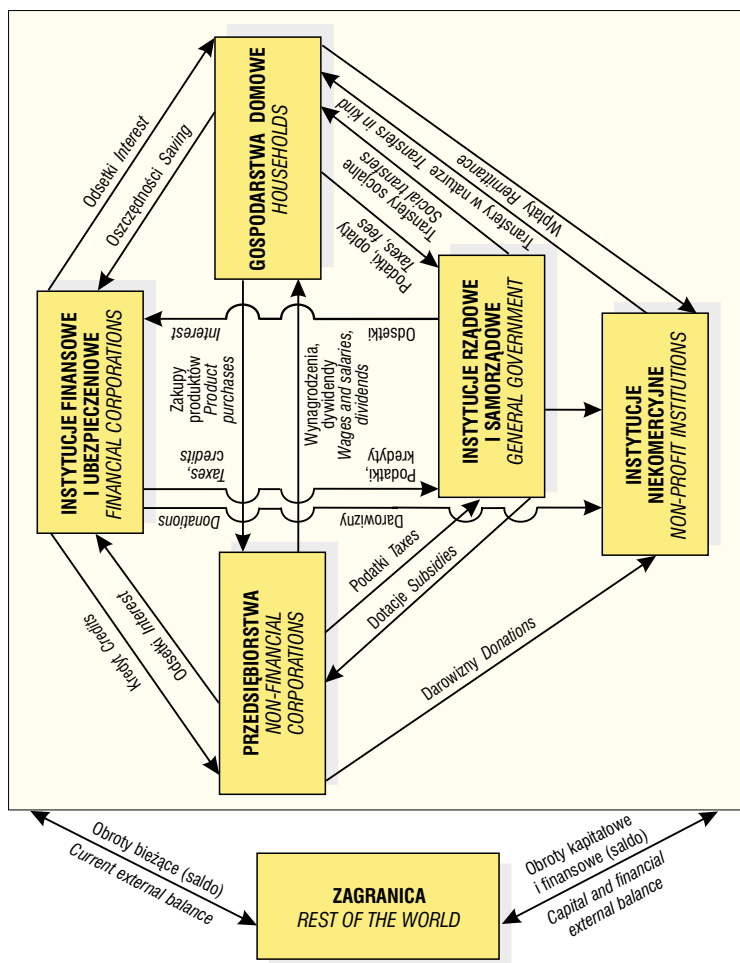 GOSPODARSTWA DOMOWE
HOUSEHOLDS
Odsetki Interest
Oszczędności Saving
Wpłaty Remittance
Transfery w naturze Transfers in kind
Transfery socjalne
Social transfers
Podatki, opłaty
Taxes, fees
INSTYTUCJE FINANSOWE
I UBEZPIECZENIOWE
FINANCIAL CORPORATIONS
Interest
Odsetki
Zakupy
produktów
Product
purchases
Wynagrodzenia,
dywidendy
Wages and salaries,
dividends
INSTYTUCJE RZĄDOWE
I SAMORZĄDOWE
GENERAL GOVERNMENT
INSTYTUCJE
NIEKOMERCYJNE
NON-PROFIT INSTITUTIONS
Taxes,
credits
Podatki,
kredyty
Donations
Darowizny
Kredyt Credits
Odsetki Interest
PRZEDSIĘBIORSTWA
NON-FINANCIAL
CORPORATIONS
Podatki Taxes
Dotacje Subsidies
Darowizny Donations
Obroty bieżące (saldo)
Current external balance
ZAGRANICA
REST OF THE WORLD
Obroty kapitałowe
i finansowe (saldo)
Capital and financial
external balance